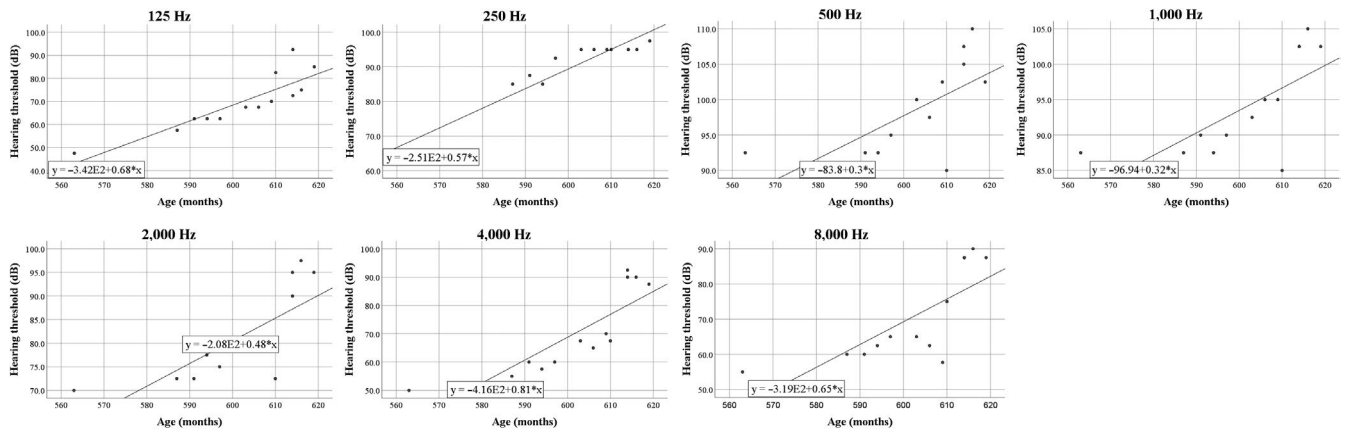 125 Hz
Hearing threshold (dB)
100.0
90.0
80.0
70.0
60.0
50.0
40.0
y = −3.42E2+0.68*x
560 570 580 590 600 610 620
Age (months)
250 Hz
Hearing threshold (dB)
100.0
90.0
80.0
70.0
60.0
y = −2.51E2+0.57*x
560 570 580 590 600 610 620
Age (months)
500 Hz
Hearing threshold (dB)
110.0
105.0
100.0
95.0
90.0
y = −83.8+0.3*x
560 570 580 590 600 610 620
Age (months)
1,000 Hz
Hearing threshold (dB)
105.0
100.0
95.0
90.0
85.0
y = −96.94+0.32*x
560 570 580 590 600 610 620
Age (months)
2,000 Hz
Hearing threshold (dB)
100.0
95.0
90.0
85.0
80.0
75.0
70.0
y = −2.08E2+0.48*x
560 570 580 590 600 610 620
Age (months)
4,000 Hz
Hearing threshold (dB)
100.0
90.0
80.0
70.0
60.0
50.0
y = −4.16E2+0.81*x
560 570 580 590 600 610 620
Age (months)
8,000 Hz
Hearing threshold (dB)
90.0
80.0
70.0
60.0
50.0
y = −3.19E2+0.65*x
560 570 580 590 600 610 620
Age (months)